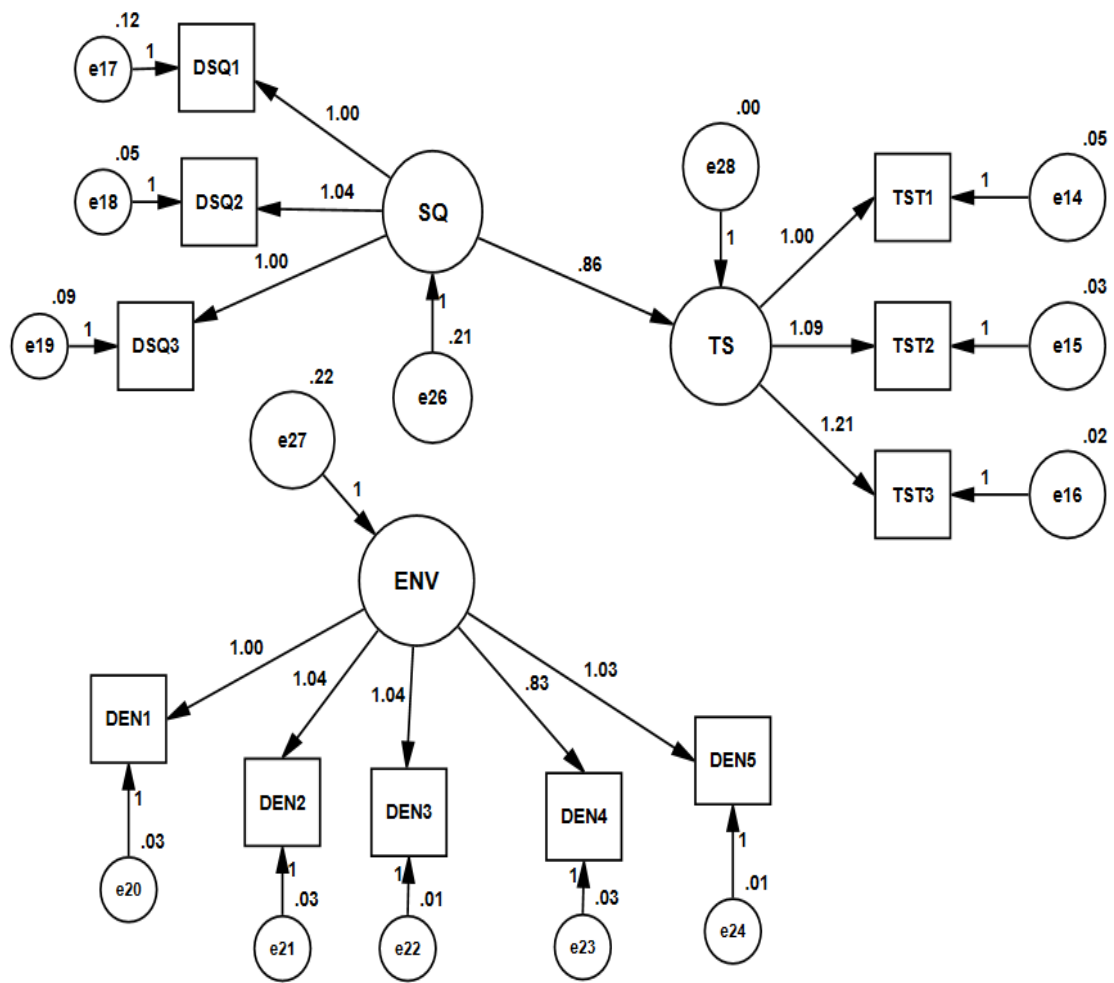 .12
e17
1
DSQ1
1.00
.05
e18
1
DSQ2
1.04
SQ
.09
e19
1
DSQ3
1.00
1
.21
e26
.86
.00
e28
1
TS
1.00
TST1
1
.05
e14
1.09
TST2
1
.03
e15
1.21
TST3
1
.02
e16
.22
e27
1
ENV
1.00
1.04
1.04
.83
1.03
DEN1
DEN2
DEN3
DEN4
DEN5
1
.03
e20
1
.03
e21
1
.01
e22
1
.03
e23
1
.01
e24